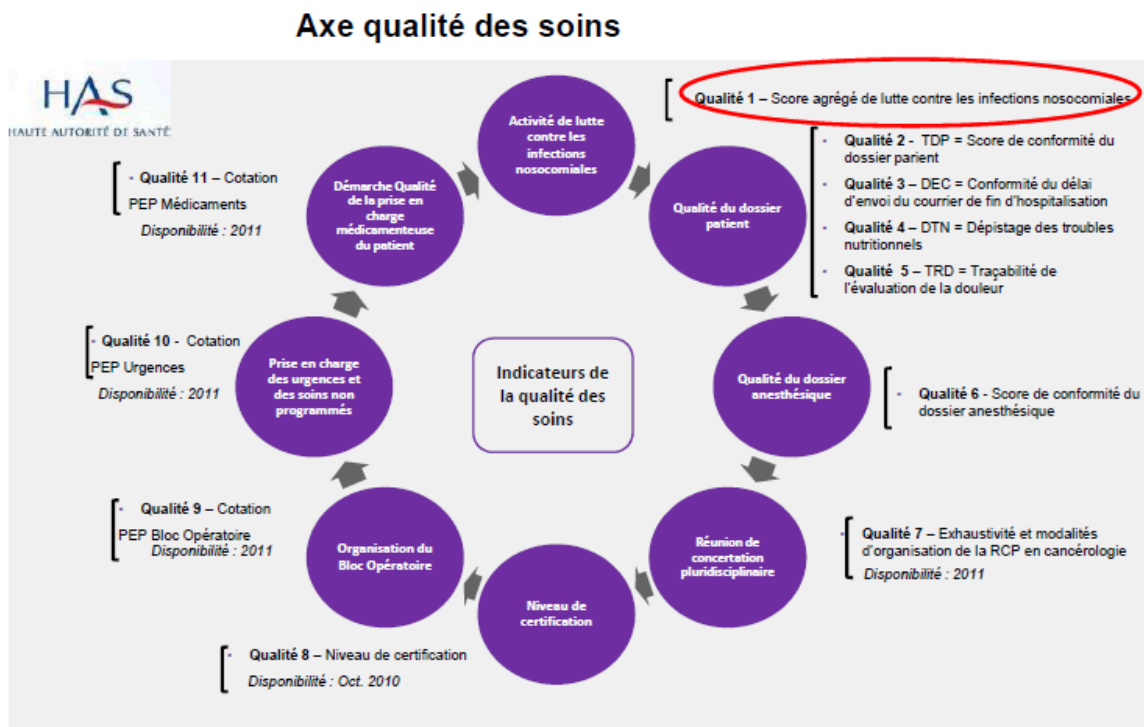 Axe qualité des soins
HAS
HAUTE AUTORITÉ DE SANTÉ
Activité de lutte
contre les
infections
nosocomiales
Qualité 1 – Score agrégé de lutte contre les infections nosocomiales
Qualité du dossier
patient
- Qualité 2 - TDP = Score de conformité du
dossier parient
- Qualité 3 – DEC = Conformité du délai
d'envoi du courrier de fin d'hospitalisation
- Qualité 4 – DTN = Dépistage des troubles
nutritionnels
- Qualité 5 – TRD = Traçabilité de
l'évaluation de la douleur
Qualité du dossier
anesthésique
- Qualité 6 - Score de conformité du
dossier anesthésique
Réunion de
concertation
pluridisciplinaire
- Qualité 7 – Exhaustivité et modalités
d'organisation de la RCP en cancérologie
Disponibilité : 2011
Niveau de
certification
- Qualité 8 – Niveau de certification
Disponibilité : Oct. 2010
Organisation du
Bloc Opératoire
- Qualité 9 – Cotation
PEP Bloc Opératoire
Disponibilité : 2011
Prise en charge
des urgences et
des soins non
programmés
- Qualité 10 - Cotation
PEP Urgences
Disponibilité : 2011
Démarche Qualité
de la prise en
charge
médicamenteuse
du patient
- Qualité 11 – Cotation
PEP Médicaments
Disponibilité : 2011
Indicateurs de
la qualité des
soins